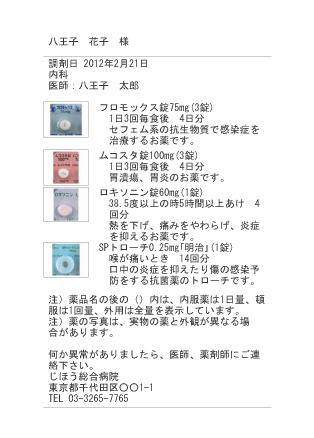 八王子　花子　様
調剤日 2012年2月21日
内科
医師：八王子　太郎
フロモックス錠75mg(3錠)
1日3回毎食後　4日分
セフェム系の抗生物質で感染症を
治療するお薬です。
ムコスタ錠100mg(3錠)
1日3回毎食後　4日分
胃潰瘍、胃炎のお薬です。
ロキソニン錠60mg(1錠)
38.5度以上の時5時間以上あけ　4
回分
熱を下げ、痛みをやわらげ、炎症
を抑えるお薬です。
SPトローチ0.25mg｢明治｣(1錠)
喉が痛いとき　14回分
口中の炎症を抑えたり傷の感染予
防をする抗菌薬のトローチです。
注）薬品名の後の（）内は、内服薬は1日量、頓
服は1回量、外用は全量を表示しています。
注）薬の写真は、実物の薬と外観が異なる場
合があります。
何か異常がありましたら、医師、薬剤師にご連
絡下さい。
じほう総合病院
東京都千代田区〇〇1-1
TEL 03-3265-7765